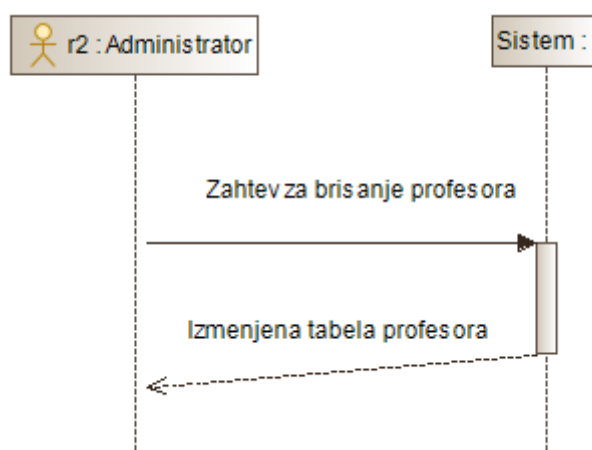 r2 : Administrator
Sistem :
Zahtev za brisanje profesora
Izmenjena tabela profesora